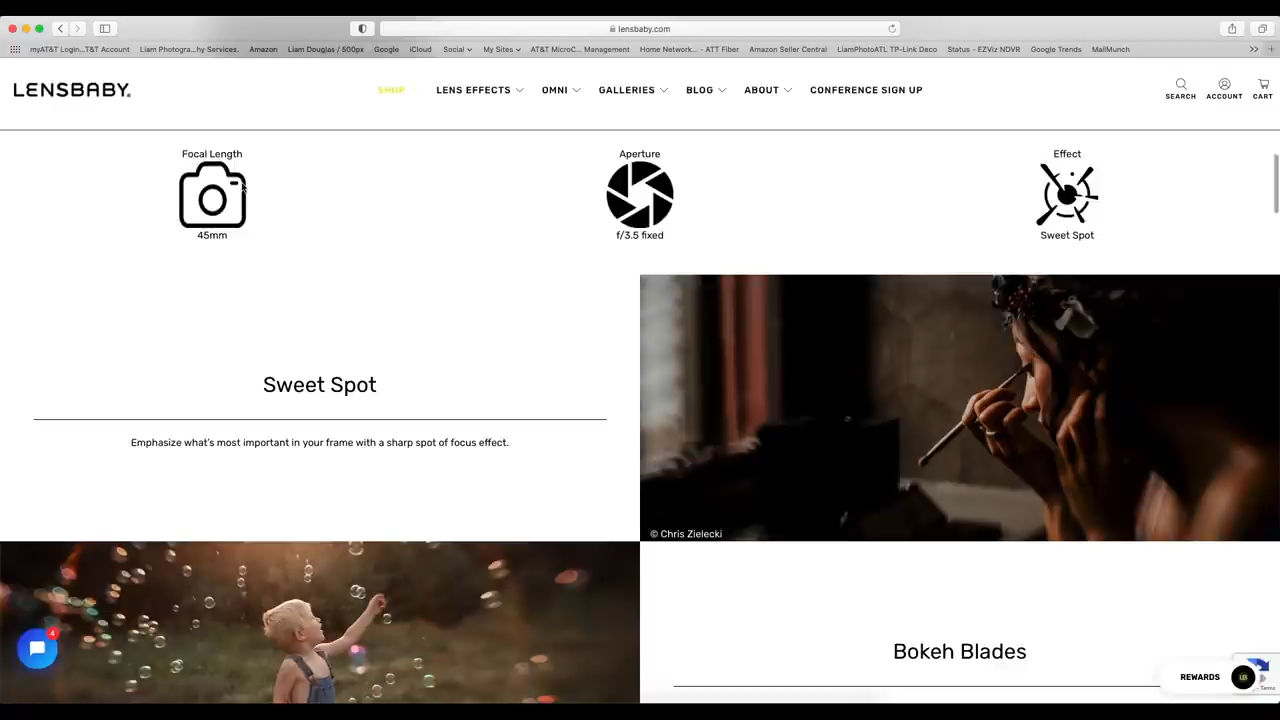 lensbaby.com
myAT&T Login...T&T Account Liam Photogra...hy Services. Amazon Liam Douglas / 500px Google iCloud Social My Sites AT&T MicroC... Management Home Network... - ATT Fiber Amazon Seller Central LiamPhotoATL TP-Link Deco Status - EZViz NDVR Google Trends MailMunch
LENSBABY.
SHOP LENS EFFECTS OMNI GALLERIES BLOG ABOUT CONFERENCE SIGN UP
SEARCH ACCOUNT CART
Focal Length Aperture Effect
45mm f/3.5 fixed Sweet Spot
Sweet Spot
Emphasize what's most important in your frame with a sharp spot of focus effect.
© Chris Zielecki
4
Bokeh Blades
REWARDS
Terms